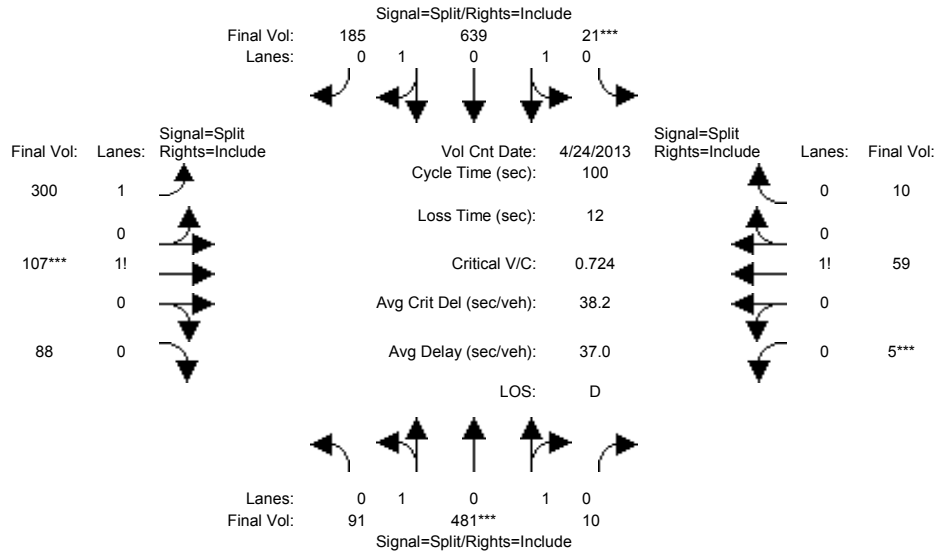 Signal=Split/Rights=Include
Final Vol: 185 639 21***
Lanes: 0 1 0 1 0
Signal=Split
Final Vol: Lanes: Rights=Include
Vol Cnt Date: 4/24/2013
Signal=Split
Rights=Include Lanes: Final Vol:
Cycle Time (sec): 100
300 1
0 10
Loss Time (sec): 12
0
0
107*** 1!
Critical V/C: 0.724
1! 59
0
Avg Crit Del (sec/veh): 38.2
0
88 0
Avg Delay (sec/veh): 37.0
0 5***
LOS: D
Lanes: 0 1 0 1 0
Final Vol: 91 481*** 10
Signal=Split/Rights=Include